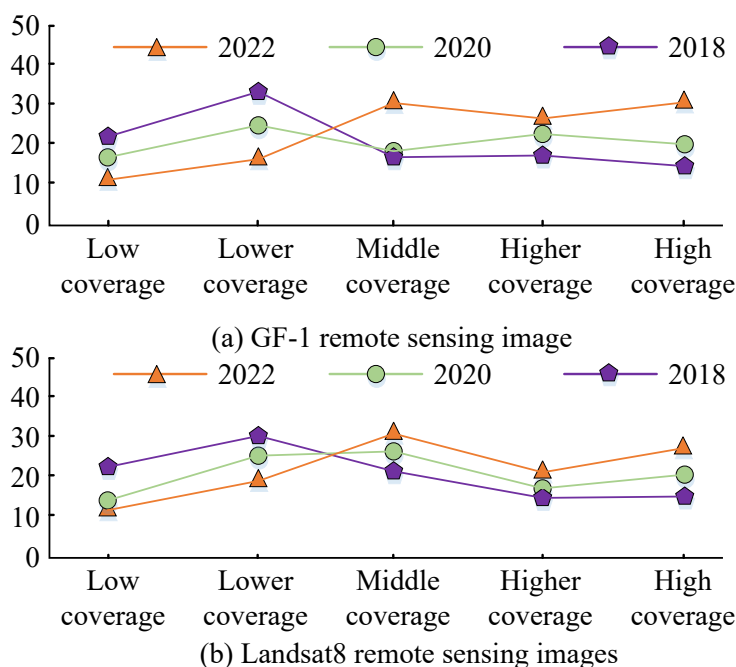 50
2022 2020 2018
40
30
20
10
0
Low Lower Middle Higher High
coverage coverage coverage coverage coverage
(a) GF-1 remote sensing image
50
2022 2020 2018
40
30
20
10
0
Low Lower Middle Higher High
coverage coverage coverage coverage coverage
(b) Landsat8 remote sensing images